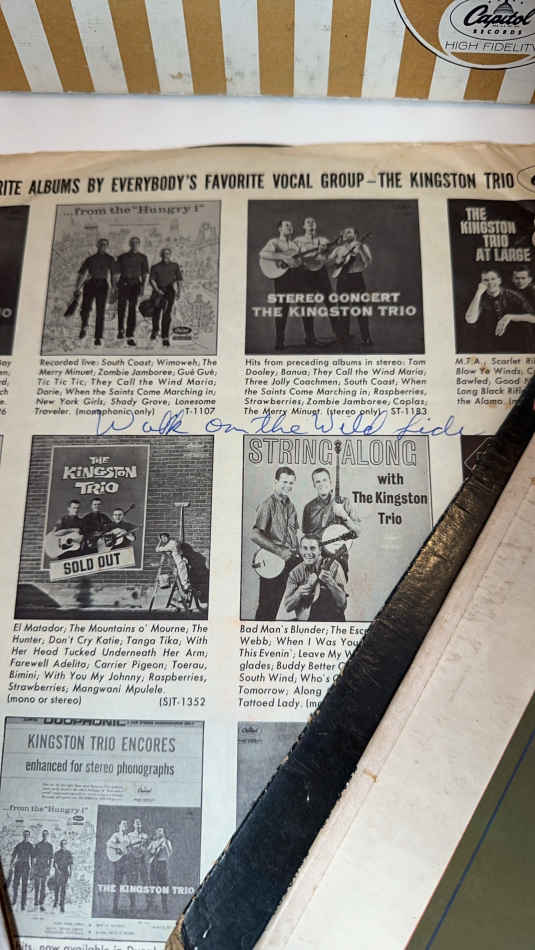 Capitol
RECORDS
HIGH FIDELITY
RITE ALBUMS BY EVERYBODY'S FAVORITE VOCAL GROUP—THE KINGSTON TRIO
...from the "Hungry i"
STEREO CONCERT
THE KINGSTON TRIO
THE
KINGSTON
TRIO
AT LARGE
Recorded live: South Coast; Wimoweh; The
Merry Minuet; Zombie Jamboree; Gué Gué;
Tic Tic Tic; They Call the Wind Maria;
Dorie; When the Saints Come Marching in;
New York Girls, Shady Grove; Lonesome
Traveler. (monophonic only) T-1107
Hits from preceding albums in stereo: Tom
Dooley; Banua; They Call the Wind Maria;
Three Jolly Coachmen; South Coast; When
the Saints Come Marching in, Raspberries,
Strawberries; Zombie Jamboree, Coplas;
The Merry Minuet. (stereo only) ST-1183
M.T.A., Scarlet Ri
Blow Ye Winds; C
Bawfed; Good N
Long Black Rifle
the Alamo.
Walk on the Wild Side
THE
KINGSTON
TRIO
SOLD OUT
STRING ALONG
with
The Kingston
Trio
El Matador; The Mountains o' Mourne; The
Hunter; Don't Cry Katie; Tanga Tika, With
Her Head Tucked Underneath Her Arm;
Farewell Adelita; Carrier Pigeon; Toerau,
Bimini; With You My Johnny, Raspberries,
Strawberries; Mangwani Mpulele.
(mono or stereo) (S)T-1352
Bad Man's Blunder; The Esc
Webb; When I Was You
This Evenin'; Leave My W
glades; Buddy Better
South Wind; Who's G
Tomorrow; Along
Tattoed Lady.
DUOPHONIC
KINGSTON TRIO ENCORES
enhanced for stereo phonographs
...from the "Hungry i"
THE KINGSTON TRIO
hits, now available in